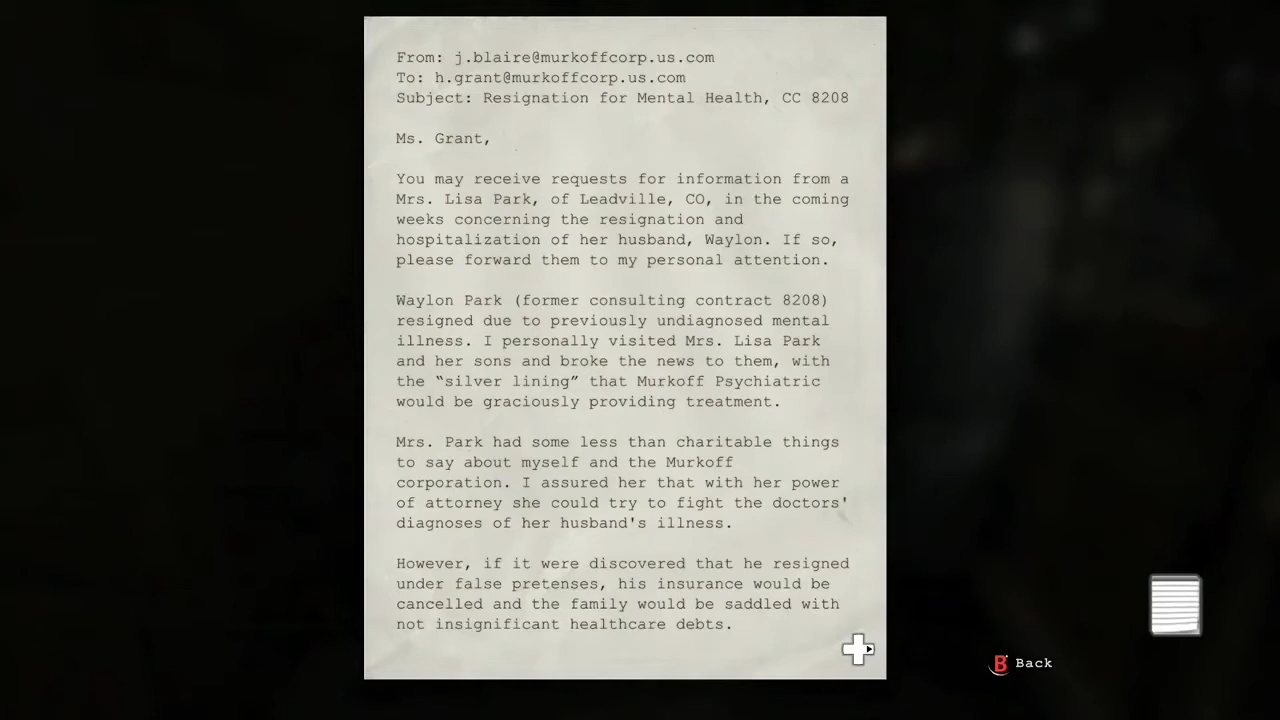 From: j.blaire@murkoffcorp.us.com
To: h.grant@murkoffcorp.us.com
Subject: Resignation for Mental Health, CC 8208
Ms. Grant,
You may receive requests for information from a
Mrs. Lisa Park, of Leadville, CO, in the coming
weeks concerning the resignation and
hospitalization of her husband, Waylon. If so,
please forward them to my personal attention.
Waylon Park (former consulting contract 8208)
resigned due to previously undiagnosed mental
illness. I personally visited Mrs. Lisa Park
and her sons and broke the news to them, with
the “silver lining” that Murkoff Psychiatric
would be graciously providing treatment.
Mrs. Park had some less than charitable things
to say about myself and the Murkoff
corporation. I assured her that with her power
of attorney she could try to fight the doctors'
diagnoses of her husband's illness.
However, if it were discovered that he resigned
under false pretenses, his insurance would be
cancelled and the family would be saddled with
not insignificant healthcare debts.
B Back